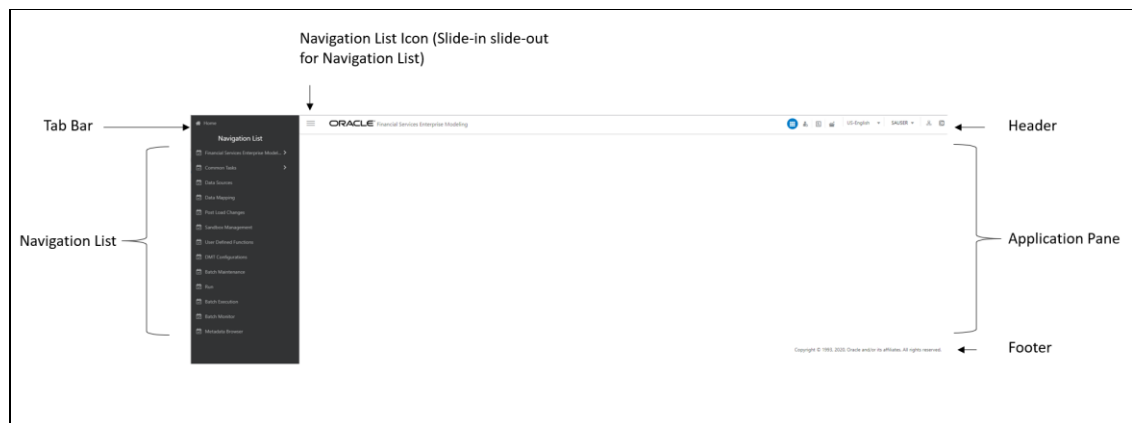 Navigation List Icon (Slide-in slide-out
for Navigation List)
Tab Bar
Home
ORACLE Financial Services Enterprise Modeling
US-English
SAUSER
Header
Navigation List
Financial Services Enterprise Model...
Common Tasks
Data Sources
Data Mapping
Post Load Changes
Sandbox Management
User Defined Functions
DMT Configurations
Batch Maintenance
Run
Batch Execution
Batch Monitor
Metadata Browser
Navigation List
Application Pane
Copyright © 1993, 2020, Oracle and/or its affiliates. All rights reserved.
Footer